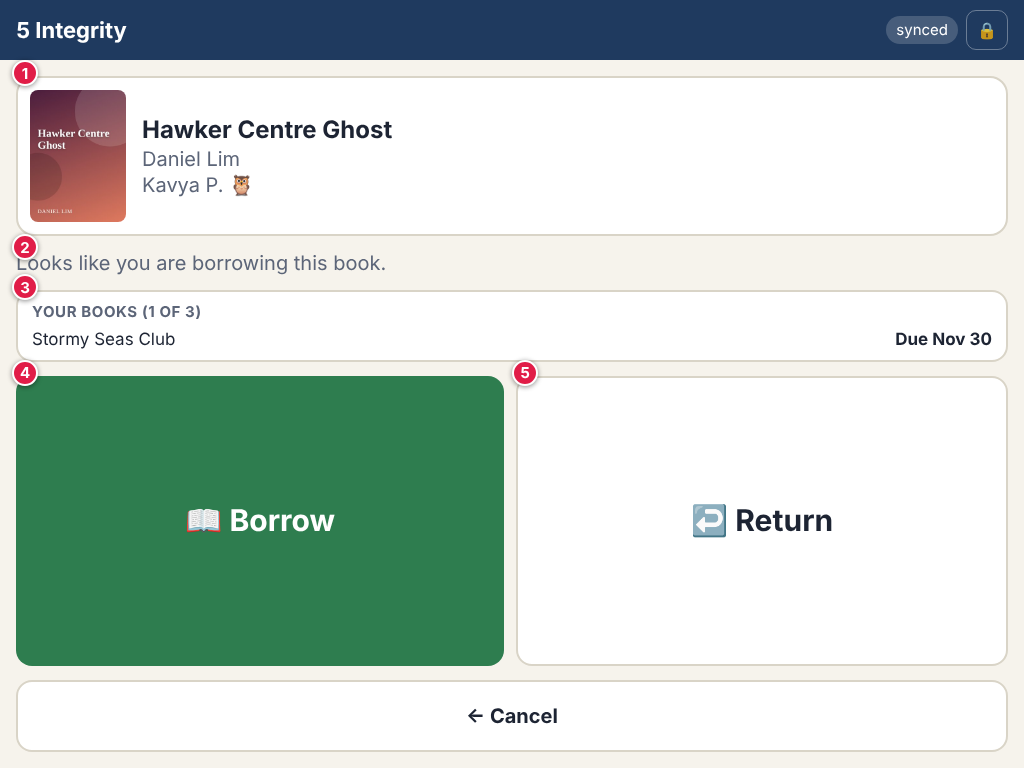 5 Integrity
synced
1
Hawker Centre
Ghost
DANIEL LIM
Hawker Centre Ghost
Daniel Lim
Kavya P. 🦉
2
Looks like you are borrowing this book.
3
YOUR BOOKS (1 OF 3)
Stormy Seas Club Due Nov 30
4
5
📖 Borrow
↩️ Return
← Cancel